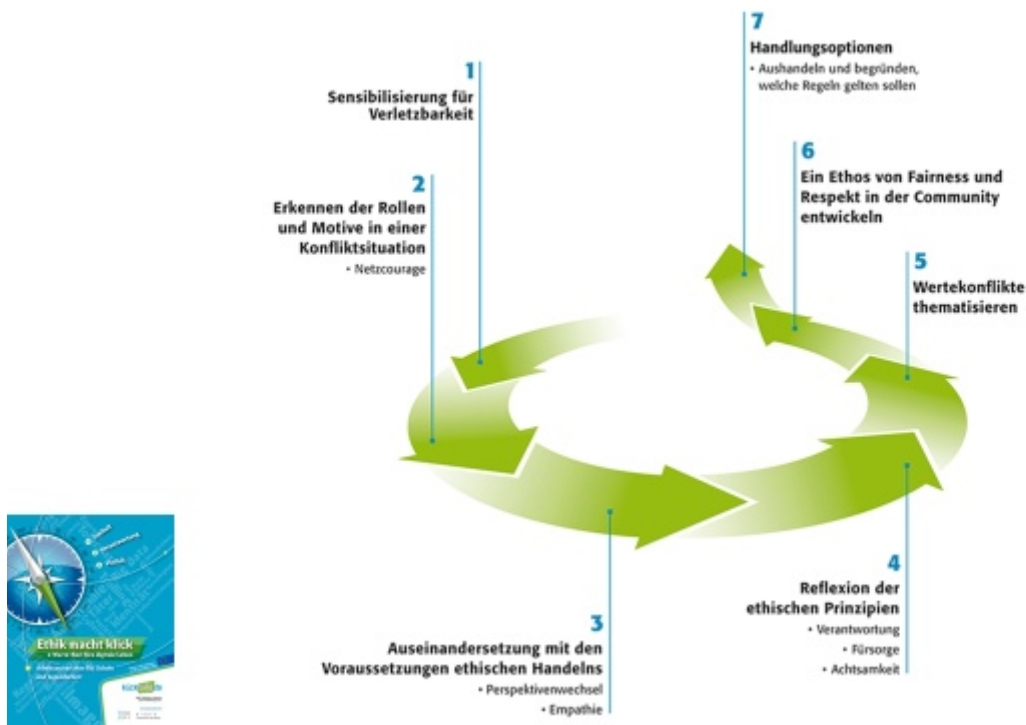 1
Sensibilisierung für
Verletzbarkeit
2
Erkennen der Rollen
und Motive in einer
Konfliktsituation
• Netzcourage
3
Auseinandersetzung mit den
Voraussetzungen ethischen Handelns
• Perspektivenwechsel
• Empathie
4
Reflexion der
ethischen Prinzipien
• Verantwortung
• Fürsorge
• Achtsamkeit
5
Wertekonflikte
thematisieren
6
Ein Ethos von Fairness und
Respekt in der Community
entwickeln
7
Handlungsoptionen
• Aushandeln und begründen,
welche Regeln gelten sollen
Ethik macht klick